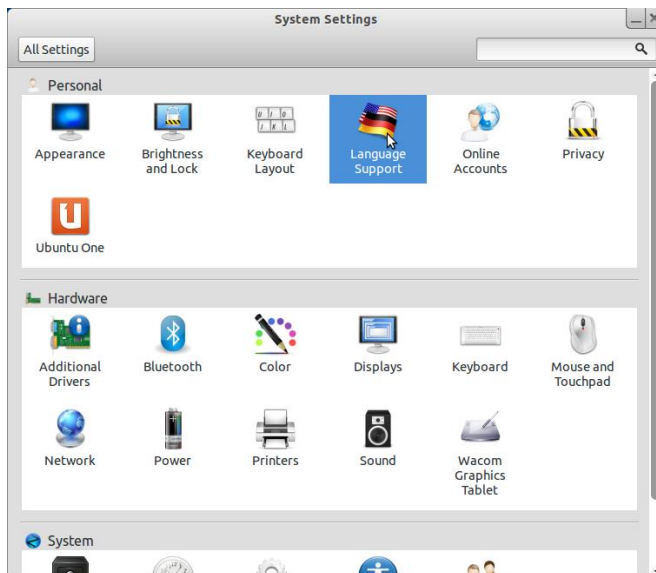 System Settings
All Settings
Personal
Appearance
Brightness
and Lock
Keyboard
Layout
Language
Support
Online
Accounts
Privacy
Ubuntu One
Hardware
Additional
Drivers
Bluetooth
Color
Displays
Keyboard
Mouse and
Touchpad
Network
Power
Printers
Sound
Wacom
Graphics
Tablet
System